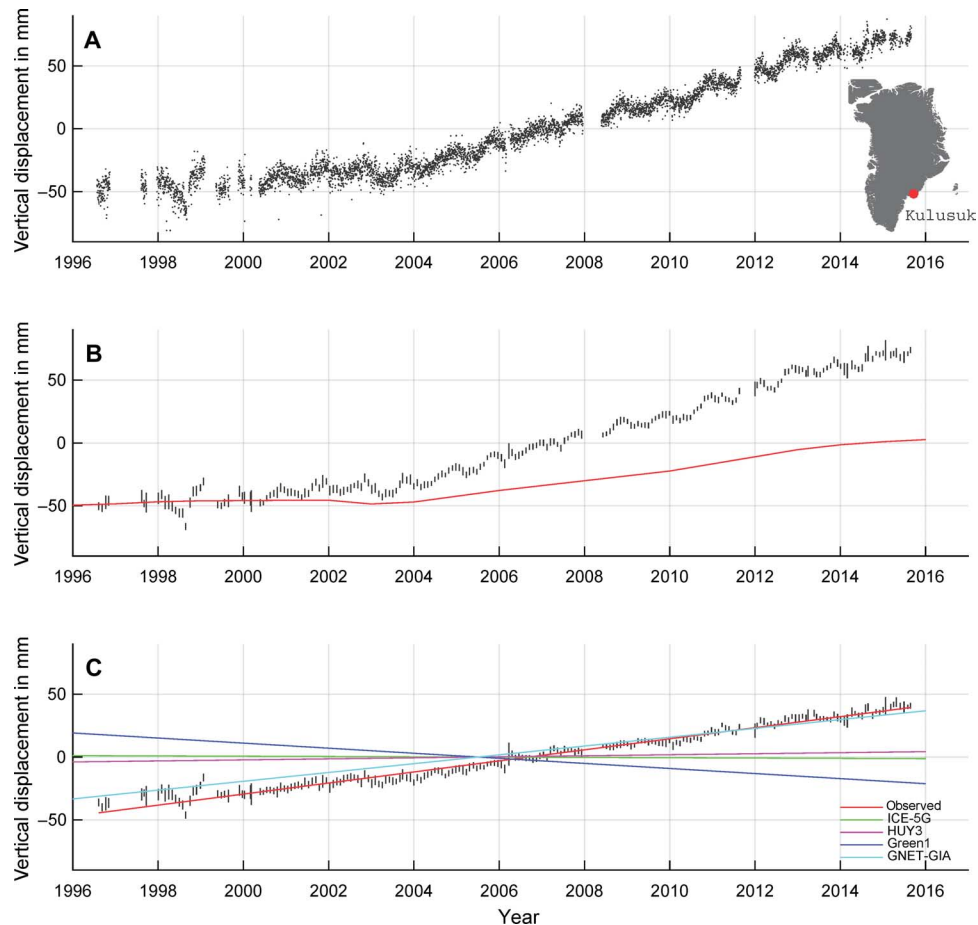 A
Vertical displacement in mm
50
0
–50
Kulusuk
1996 1998 2000 2002 2004 2006 2008 2010 2012 2014 2016
B
Vertical displacement in mm
50
0
–50
1996 1998 2000 2002 2004 2006 2008 2010 2012 2014 2016
C
Vertical displacement in mm
50
0
–50
Observed
ICE-5G
HUY3
Green1
GNET-GIA
1996 1998 2000 2002 2004 2006 2008 2010 2012 2014 2016
Year